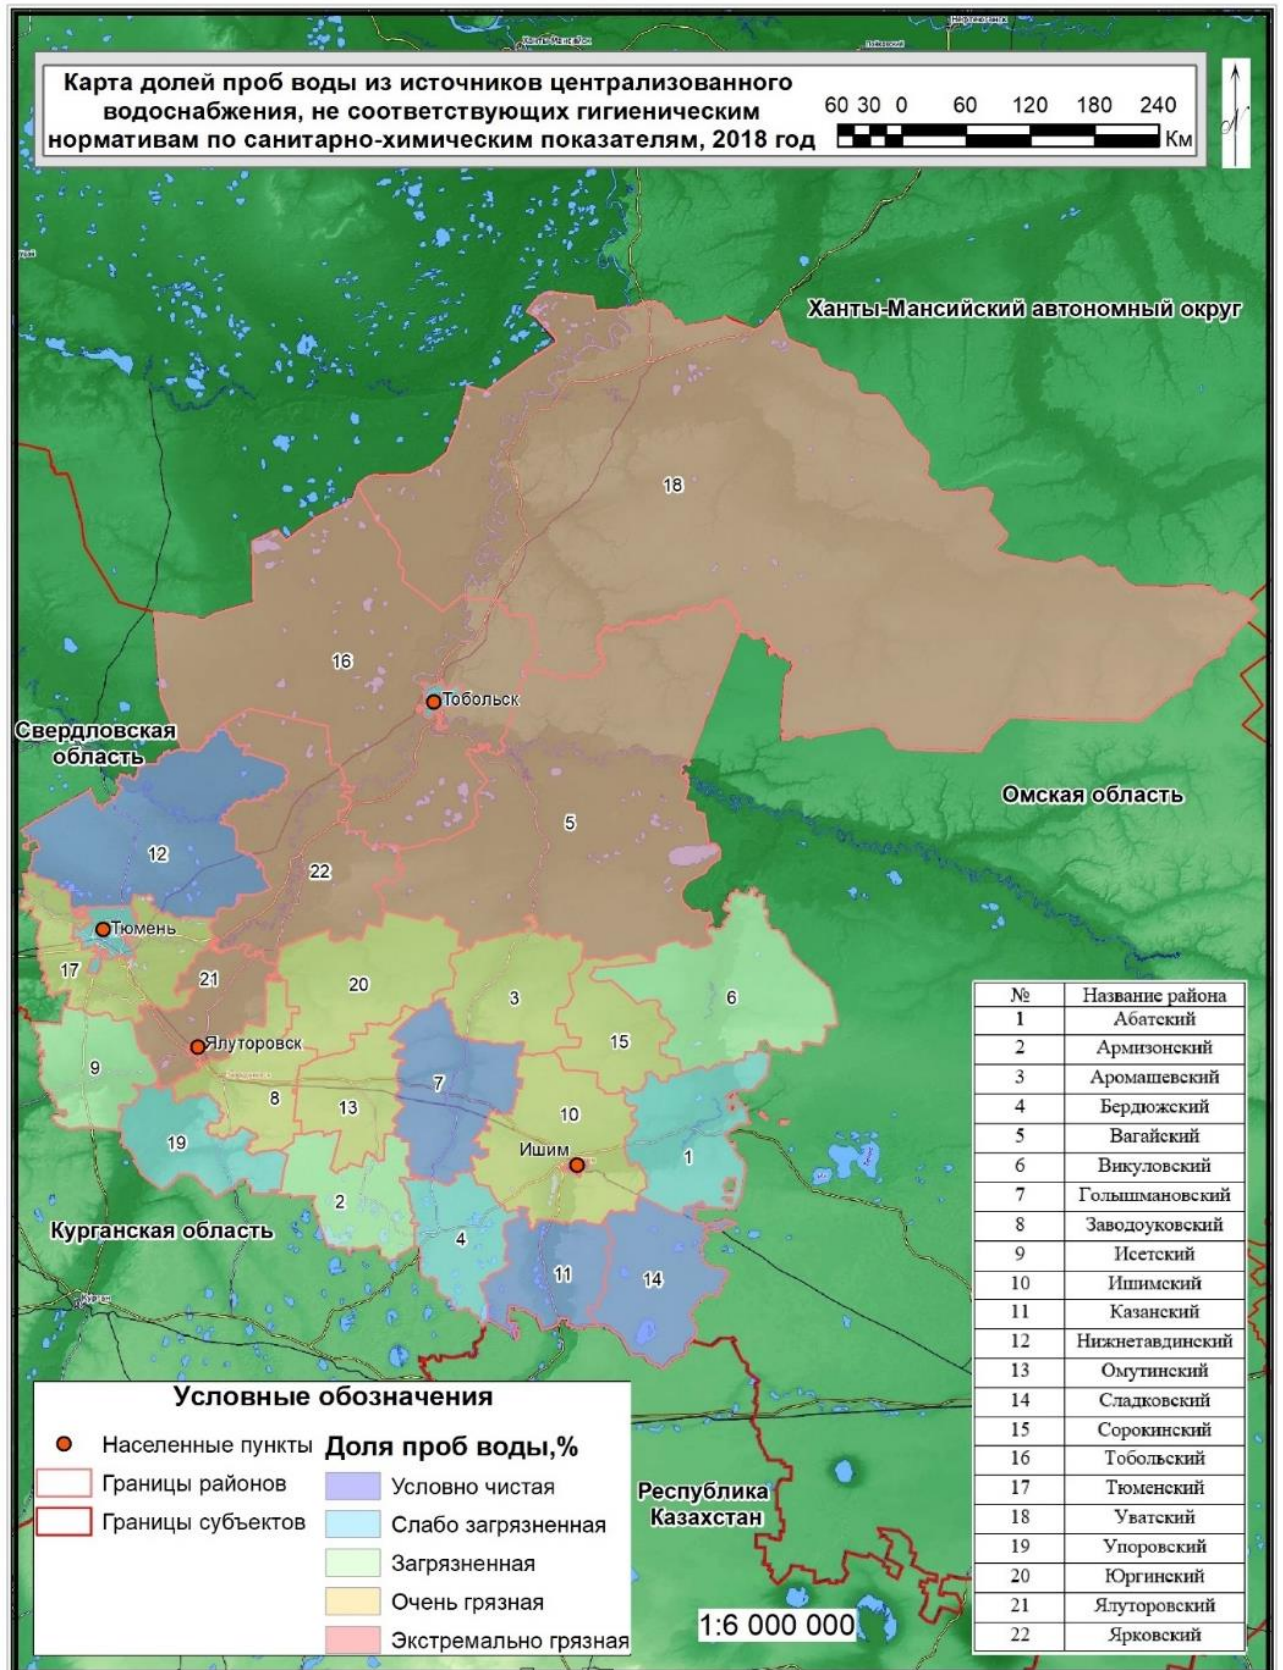 Нефтеюганск
Ханты-Мансийск
Пойковский
Карта долей проб воды из источников централизованного
водоснабжения, не соответствующих гигиеническим
нормативам по санитарно-химическим показателям, 2018 год
60 30 0 60 120 180 240
Км
N
Ханты-Мансийский автономный округ
18
16
Тобольск
Свердловская
область
Омская область
5
12
22
Тюмень
17
21
20
3
6
15
Ялуторовск
9
7
8
13
10
19
Ишим
1
2
Курганская область
4
11
14
Курган
№ Название района
1 Абатский
2 Армизонский
3 Аромашевский
4 Бердюжский
5 Вагайский
6 Викуловский
7 Голышмановский
8 Заводоуковский
9 Исетский
10 Ишимский
11 Казанский
12 Нижнетавдинский
13 Омутинский
14 Сладковский
15 Сорокинский
16 Тобольский
17 Тюменский
18 Уватский
19 Упоровский
20 Юргинский
21 Ялуторовский
22 Ярковский
Условные обозначения
Населенные пункты
Границы районов
Границы субъектов
Доля проб воды,%
Условно чистая
Слабо загрязненная
Загрязненная
Очень грязная
Экстремально грязная
Республика
Казахстан
1:6 000 000